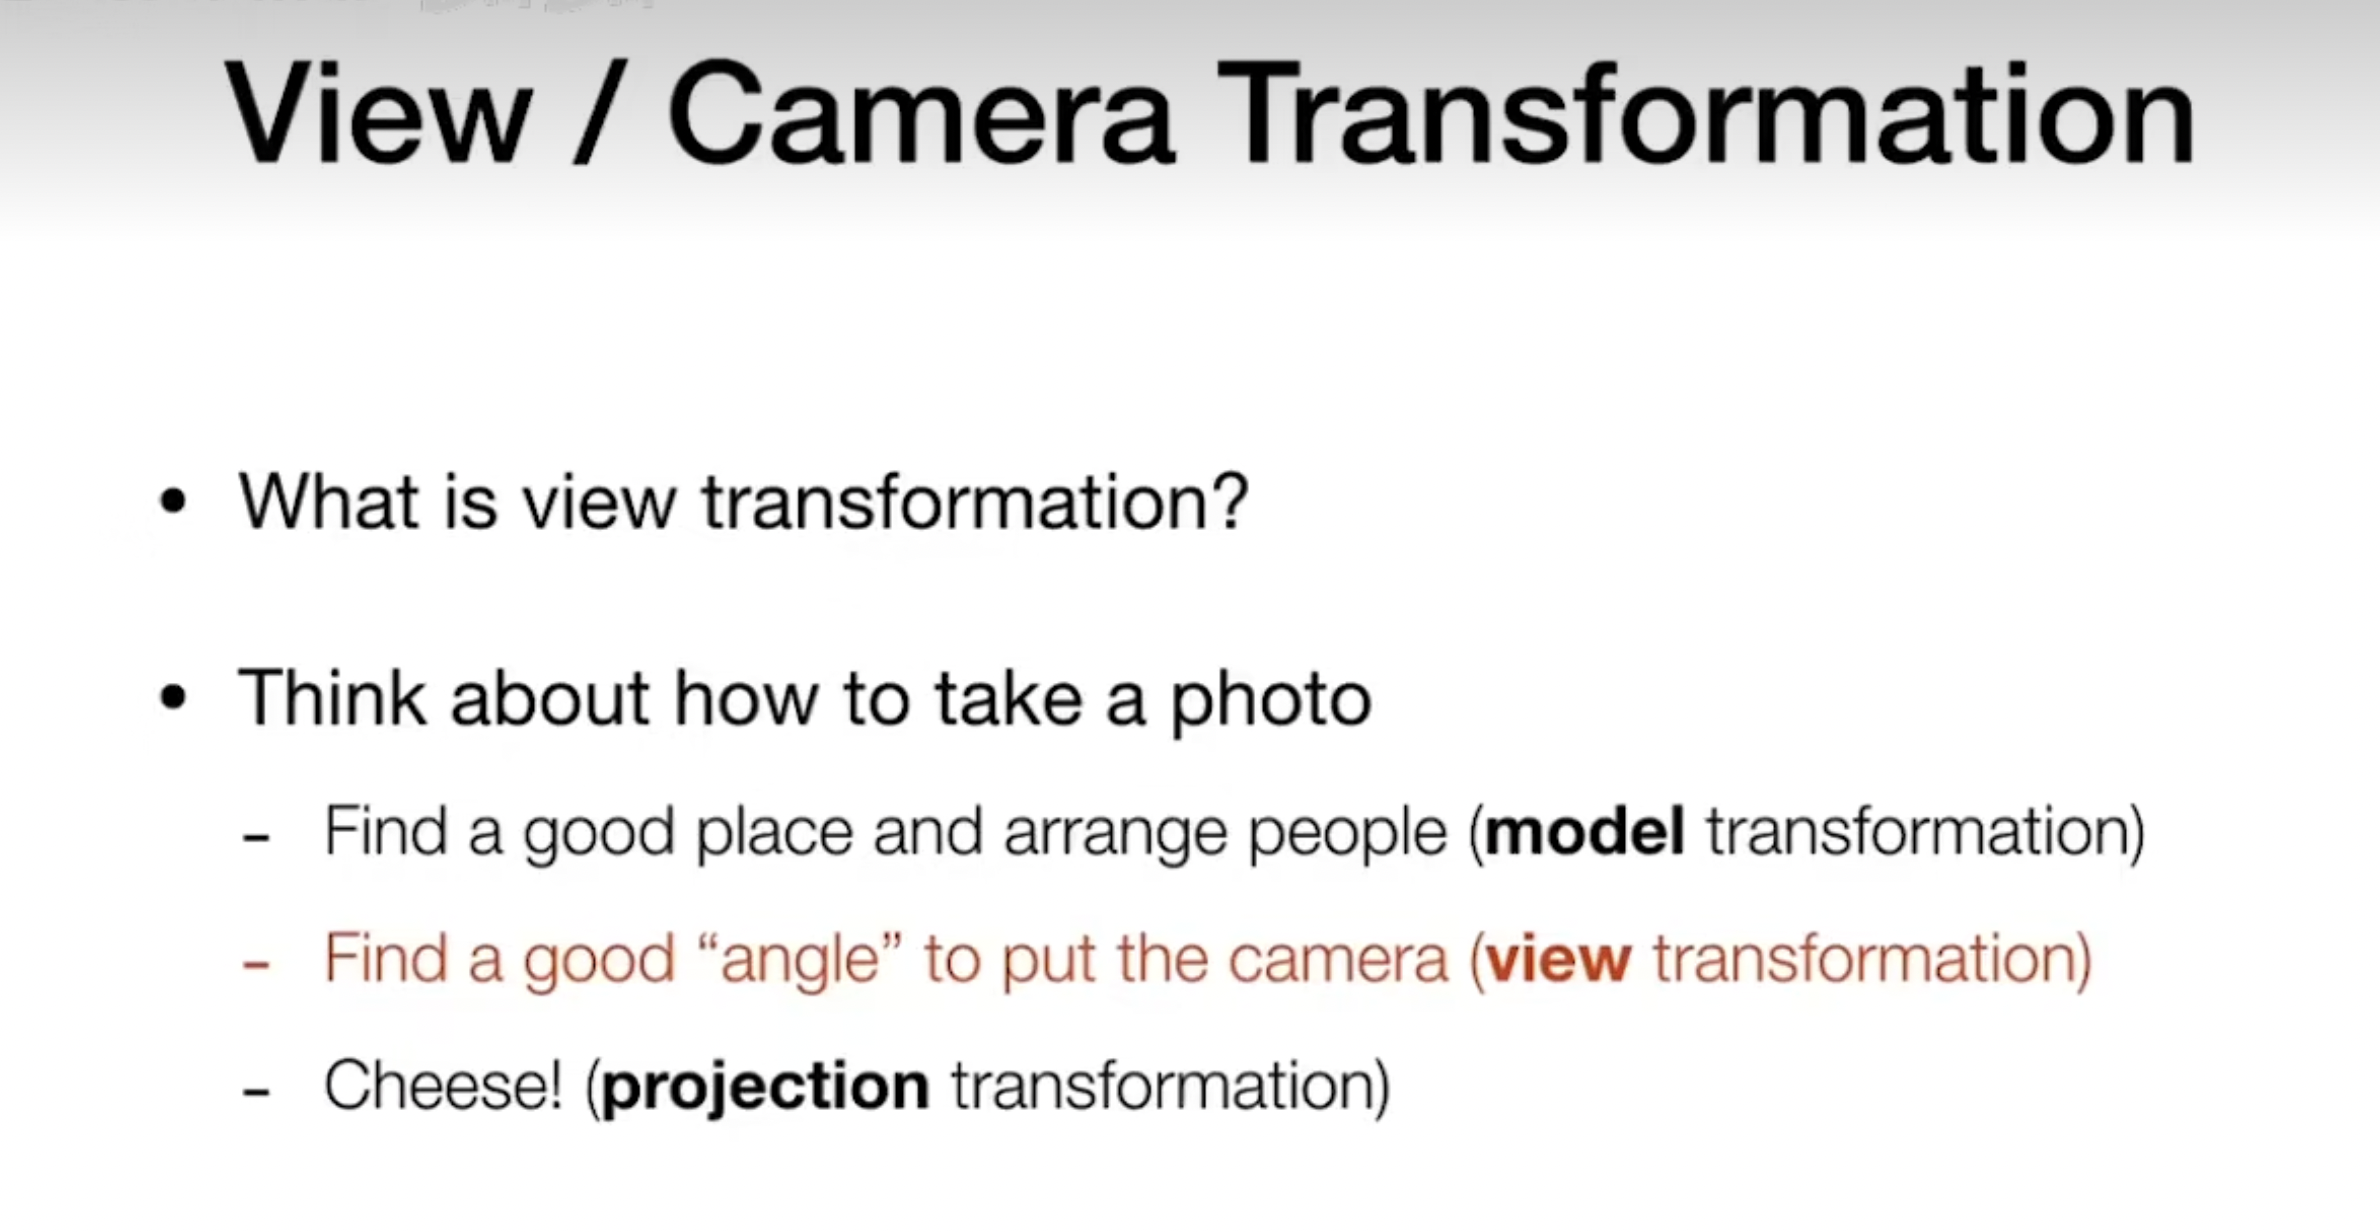 View / Camera Transformation
• What is view transformation?
• Think about how to take a photo
- Find a good place and arrange people (model transformation)
- Find a good “angle” to put the camera (view transformation)
- Cheese! (projection transformation)